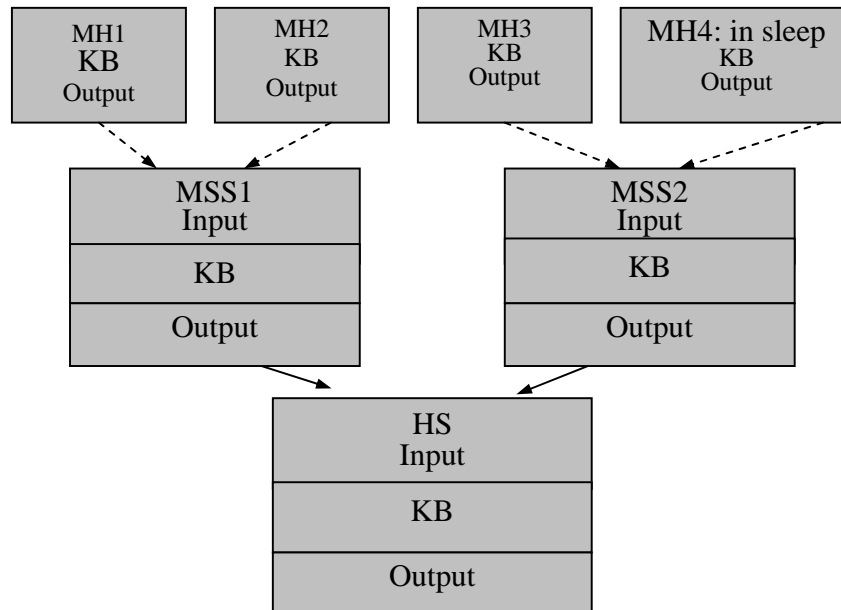 MH1
KB
Output
MH2
KB
Output
MH3
KB
Output
MH4: in sleep
KB
Output
MSS1
Input
KB
Output
MSS2
Input
KB
Output
HS
Input
KB
Output